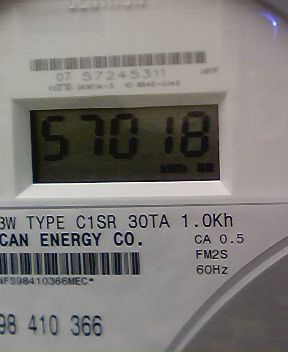 07 57245311
57018
kWh
3W TYPE C1SR 30TA 1.0Kh
CAN ENERGY CO.
CA 0.5
FM2S
60Hz
NFS98410366MEC*
98 410 366